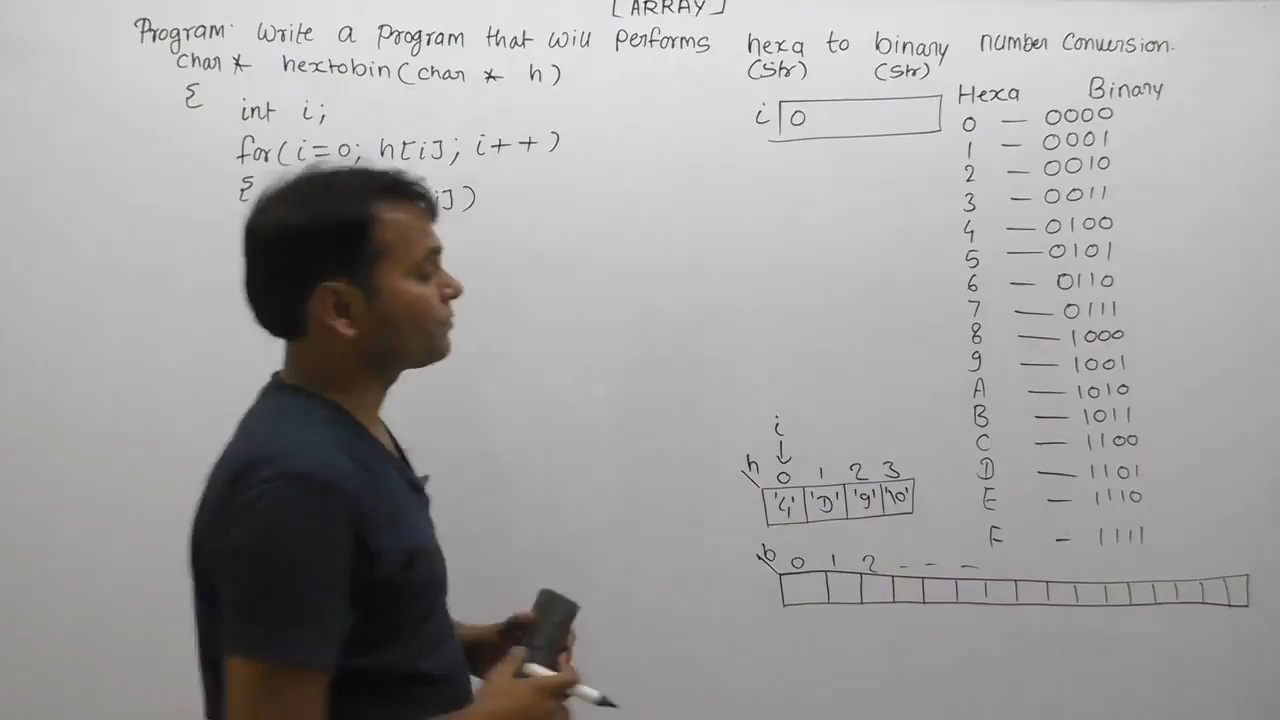 [ARRAY]
Program: Write a program that will performs hexa to binary number Conversion.
(Str) (Str)
char * hextobin(char * h)
{
int i;
for(i=0; h[i]; i++)
{
i])
i 0
Hexa Binary
0 — 0000
1 — 0001
2 — 0010
3 — 0011
4 — 0100
5 — 0101
6 — 0110
7 — 0111
8 — 1000
9 — 1001
A — 1010
B — 1011
C — 1100
D — 1101
E — 1110
F — 1111
i
h 0 1 2 3
'4' 'D' '9' '\0'
b 0 1 2 - - -